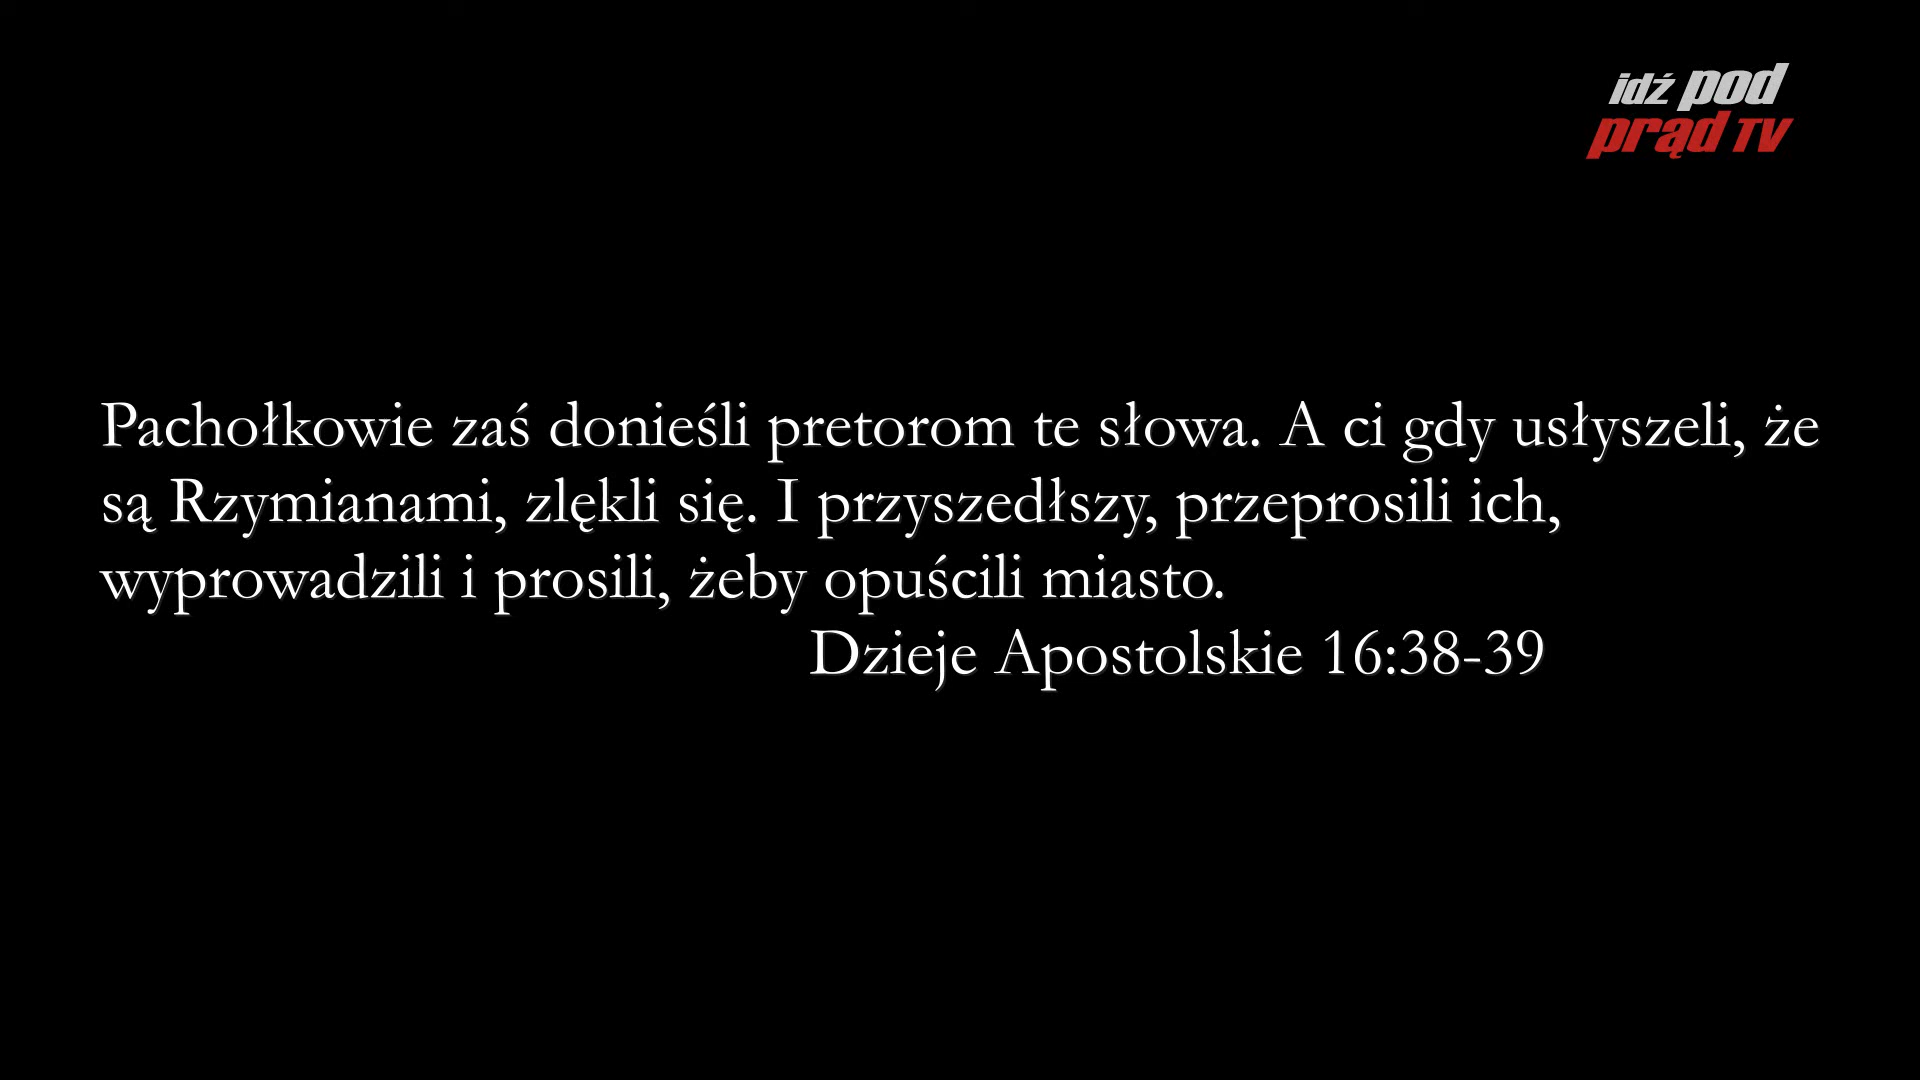 idź pod
prąd TV
Pachołkowie zaś donieśli pretorom te słowa. A ci gdy usłyszeli, że
są Rzymianami, zlękli się. I przyszedłszy, przeprosili ich,
wyprowadzili i prosili, żeby opuścili miasto.
Dzieje Apostolskie 16:38-39